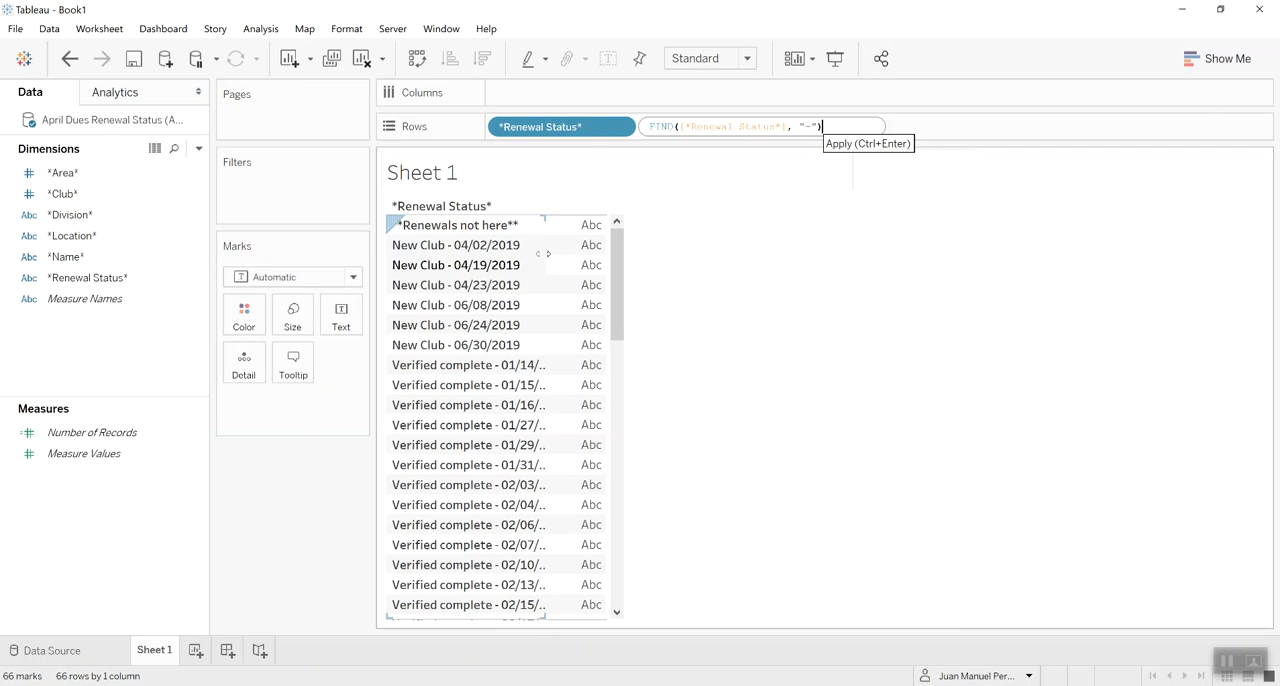 Tableau - Book1
File Data Worksheet Dashboard Story Analysis Map Format Server Window Help
Standard
Show Me
Data Analytics
April Dues Renewal Status (A...
Dimensions
*Area*
*Club*
Abc *Division*
Abc *Location*
Abc *Name*
Abc *Renewal Status*
Abc Measure Names
Measures
Number of Records
Measure Values
Pages
Filters
Marks
Automatic
Color Size Text
Detail Tooltip
Columns
Rows *Renewal Status* FIND([*Renewal Status*], "-")
Apply (Ctrl+Enter)
Sheet 1
*Renewal Status*
*Renewals not here** Abc
New Club - 04/02/2019 Abc
New Club - 04/19/2019 Abc
New Club - 04/23/2019 Abc
New Club - 06/08/2019 Abc
New Club - 06/24/2019 Abc
New Club - 06/30/2019 Abc
Verified complete - 01/14/.. Abc
Verified complete - 01/15/.. Abc
Verified complete - 01/16/.. Abc
Verified complete - 01/27/.. Abc
Verified complete - 01/29/.. Abc
Verified complete - 01/31/.. Abc
Verified complete - 02/03/.. Abc
Verified complete - 02/04/.. Abc
Verified complete - 02/06/.. Abc
Verified complete - 02/07/.. Abc
Verified complete - 02/10/.. Abc
Verified complete - 02/13/.. Abc
Verified complete - 02/15/.. Abc
Data Source Sheet 1
66 marks 66 rows by 1 column
Juan Manuel Per...